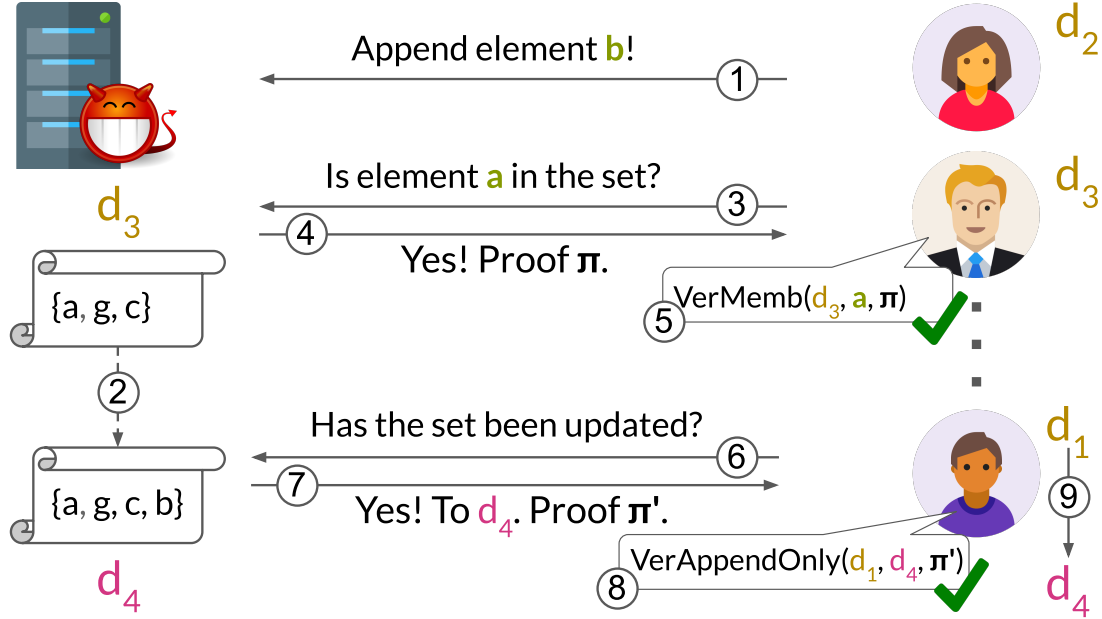 Append element b!
1
d₂
Is element a in the set?
3
d₃
d₃
4
Yes! Proof π.
{a, g, c}
VerMemb(d₃, a, π)
5
2
Has the set been updated?
6
d₁
7
Yes! To d₄. Proof π'.
9
{a, g, c, b}
VerAppendOnly(d₁, d₄, π')
8
d₄
d₄